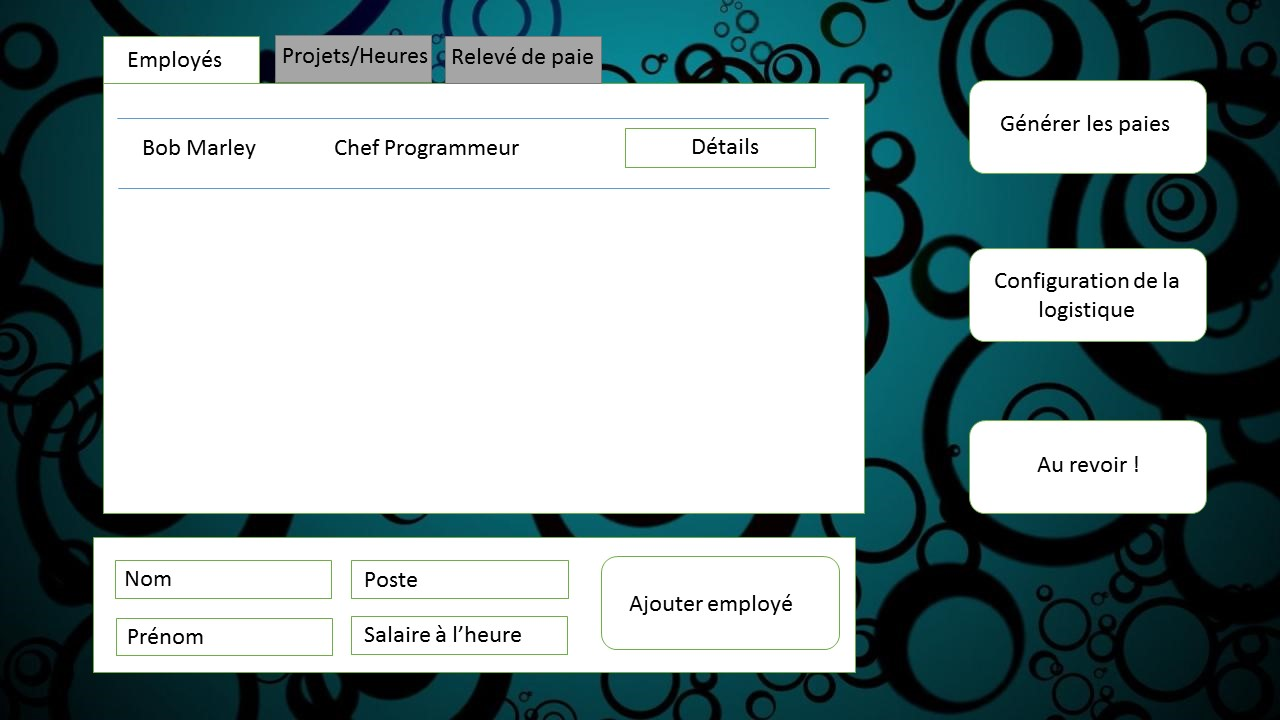 Employés
Projets/Heures
Relevé de paie
Bob Marley
Chef Programmeur
Détails
Générer les paies
Configuration de la
logistique
Au revoir !
Nom
Poste
Prénom
Salaire à l’heure
Ajouter employé